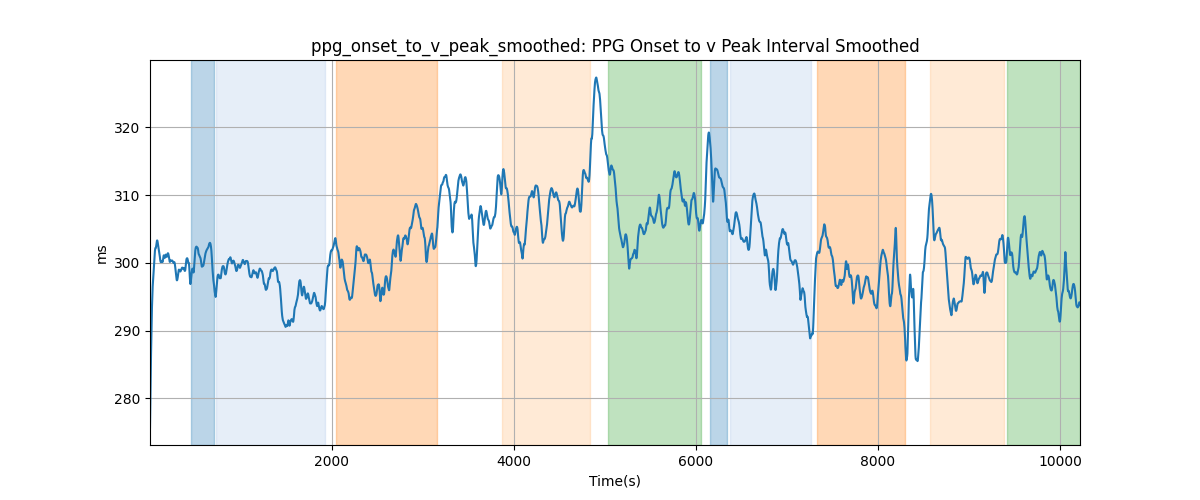 ppg_onset_to_v_peak_smoothed: PPG Onset to v Peak Interval Smoothed
320
310
300
290
280
ms
2000 4000 6000 8000 10000
Time(s)